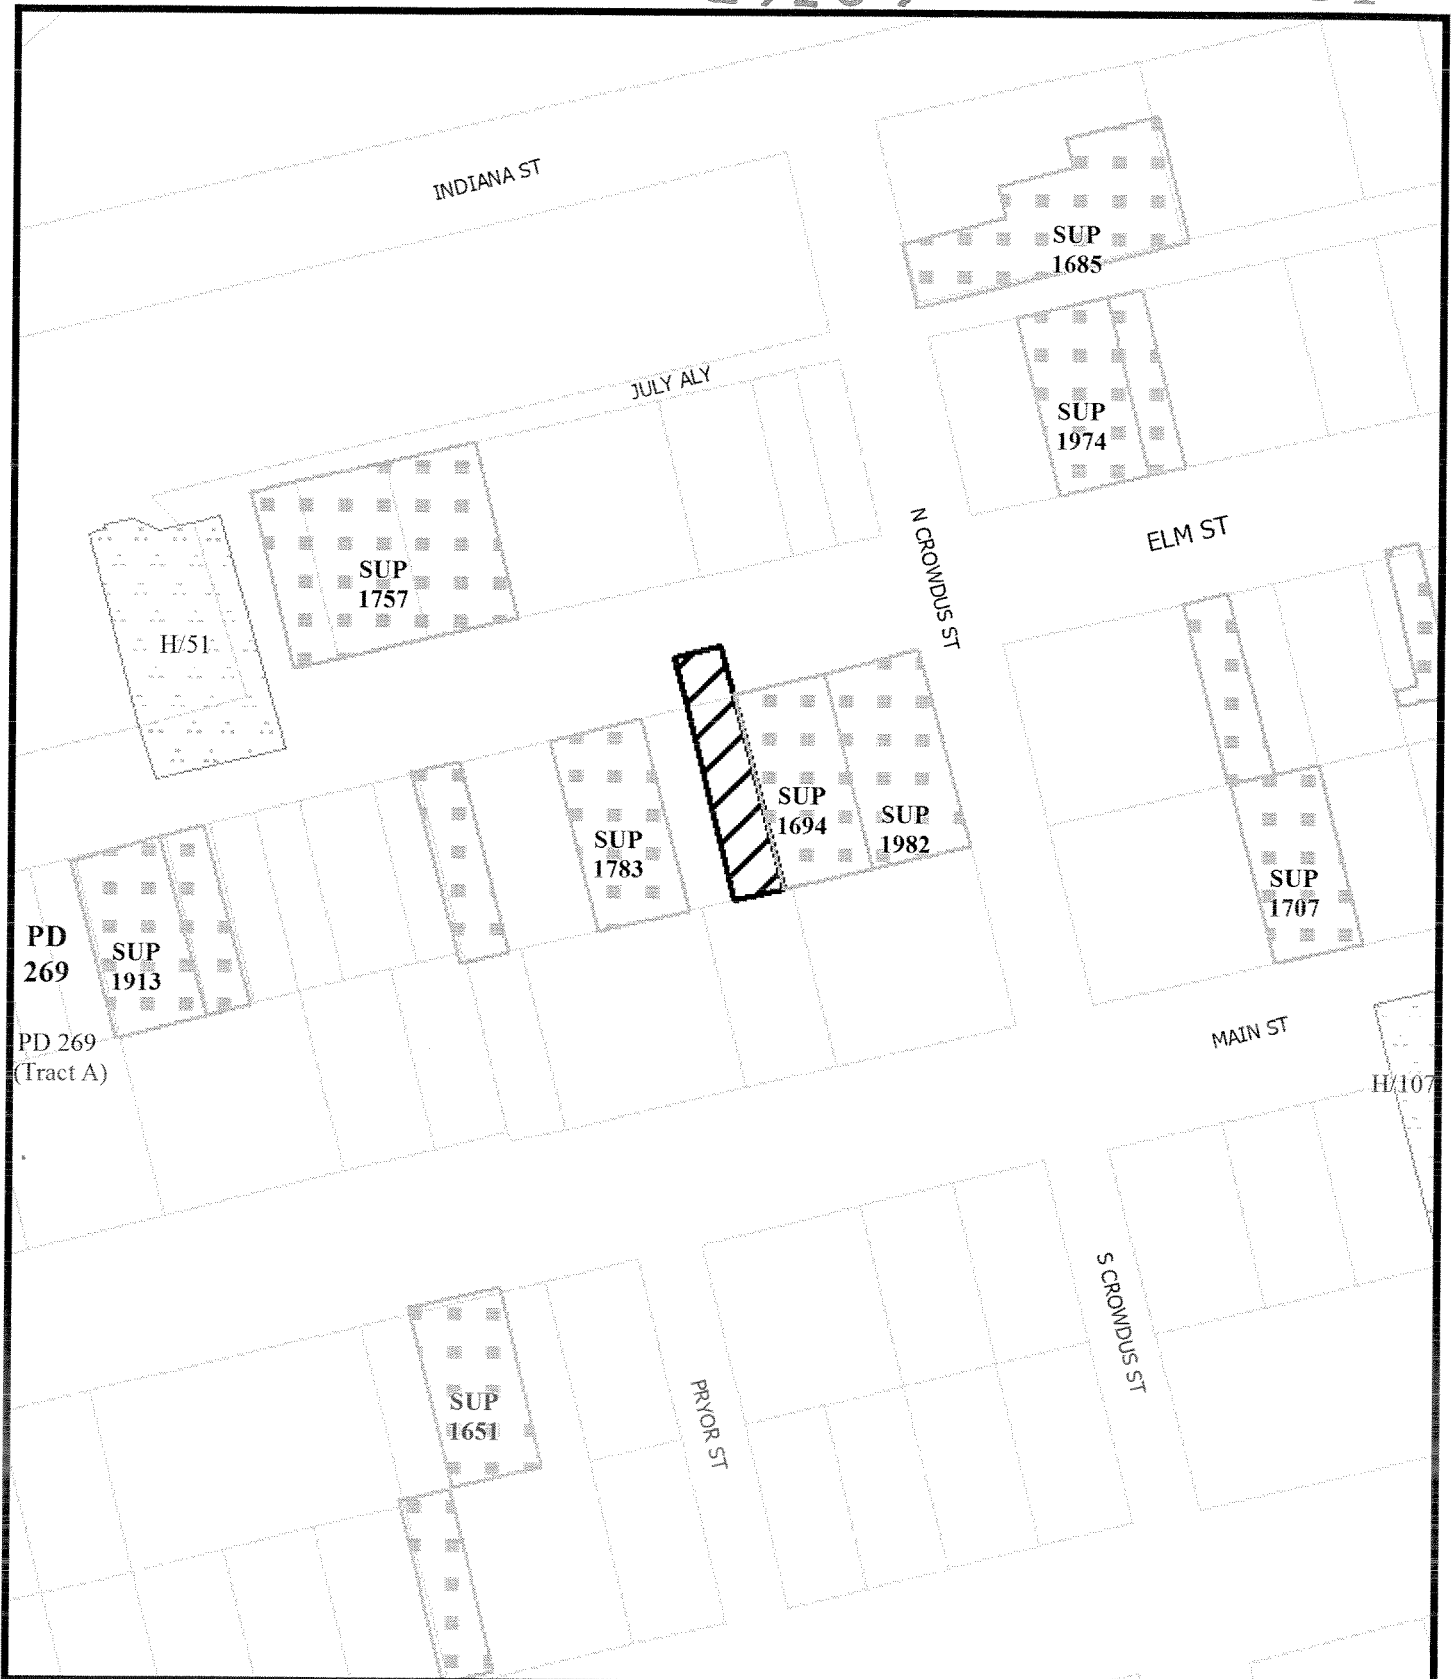 INDIANA ST
SUP
1685
JULY ALY
SUP
1974
N CROWDUS ST
ELM ST
SUP
1757
H/51
SUP
1694
SUP
1982
SUP
1783
SUP
1707
PD
269
SUP
1913
PD 269
(Tract A)
MAIN ST
H/107
S CROWDUS ST
SUP
1651
PRYOR ST